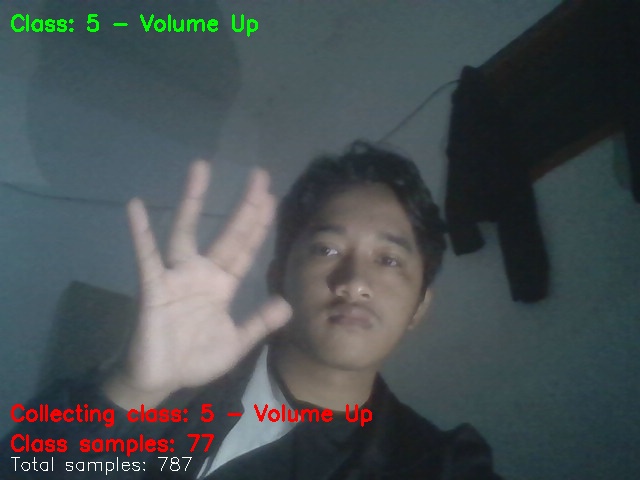 Class: 5 - Volume Up
Collecting class: 5 - Volume Up
Class samples: 77
Total samples: 787